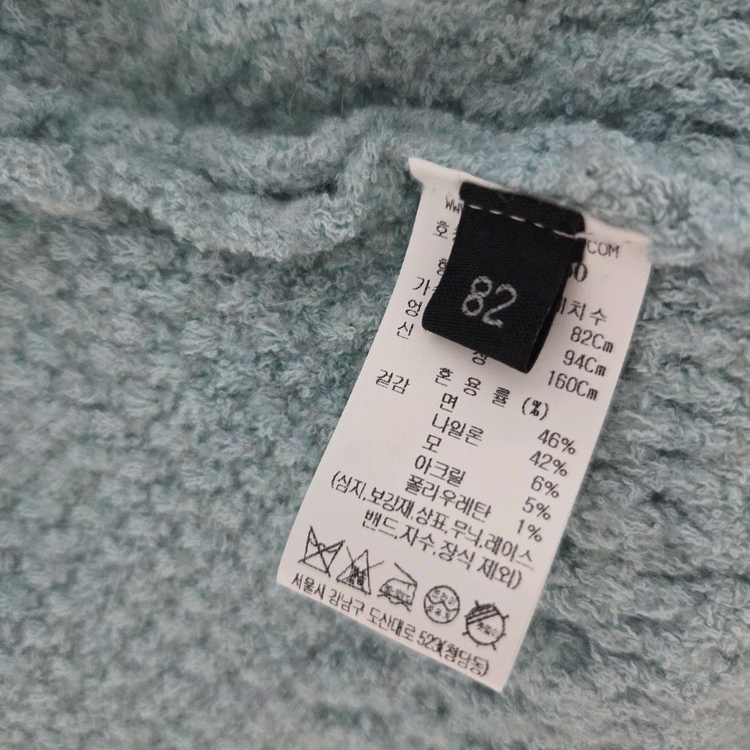 82
COM
치수
82Cm
94Cm
신 160Cm
겉감 혼 용 률 (%)
면 46%
나일론 42%
모 6%
아크릴 5%
폴리우레탄 1%
(심지,보강재,상표,무늬,레이스
밴드,자수,장식 제외)
서울시 강남구 도산대로 523(청담동)